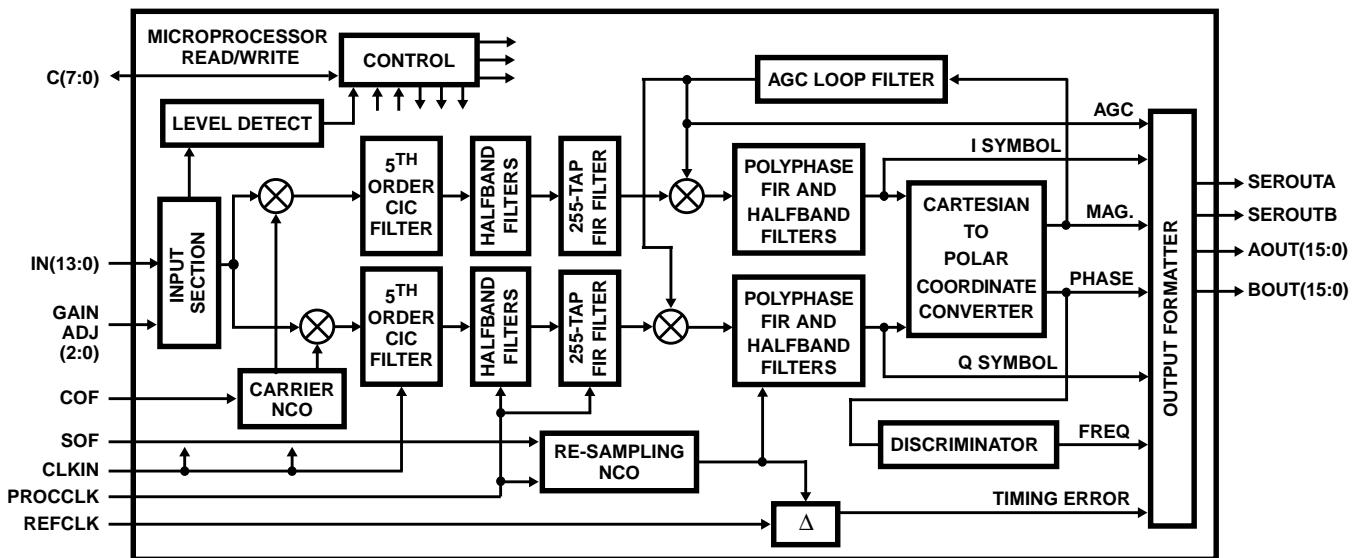 MICROPROCESSOR
READ/WRITE
C(7:0)
CONTROL
AGC LOOP FILTER
LEVEL DETECT
AGC
I SYMBOL
5TH
ORDER
CIC
FILTER
HALFBAND
FILTERS
255-TAP
FIR FILTER
POLYPHASE
FIR AND
HALFBAND
FILTERS
CARTESIAN
TO
POLAR
COORDINATE
CONVERTER
MAG.
PHASE
SEROUTA
SEROUTB
AOUT(15:0)
BOUT(15:0)
OUTPUT FORMATTER
IN(13:0)
INPUT
SECTION
GAIN
ADJ
(2:0)
5TH
ORDER
CIC
FILTER
HALFBAND
FILTERS
255-TAP
FIR FILTER
POLYPHASE
FIR AND
HALFBAND
FILTERS
Q SYMBOL
COF
CARRIER
NCO
SOF
CLKIN
PROCCLK
REFCLK
RE-SAMPLING
NCO
DISCRIMINATOR
FREQ
TIMING ERROR
Δ